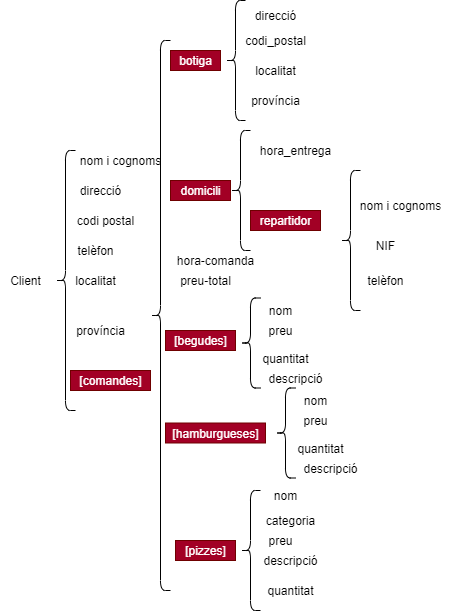 Client
nom i cognoms
direcció
codi postal
telèfon
localitat
província
[comandes]
botiga
direcció
codi_postal
localitat
província
domicili
hora_entrega
repartidor
nom i cognoms
NIF
telèfon
hora-comanda
preu-total
[begudes]
nom
preu
quantitat
descripció
[hamburgueses]
nom
preu
quantitat
descripció
[pizzes]
nom
categoria
preu
descripció
quantitat